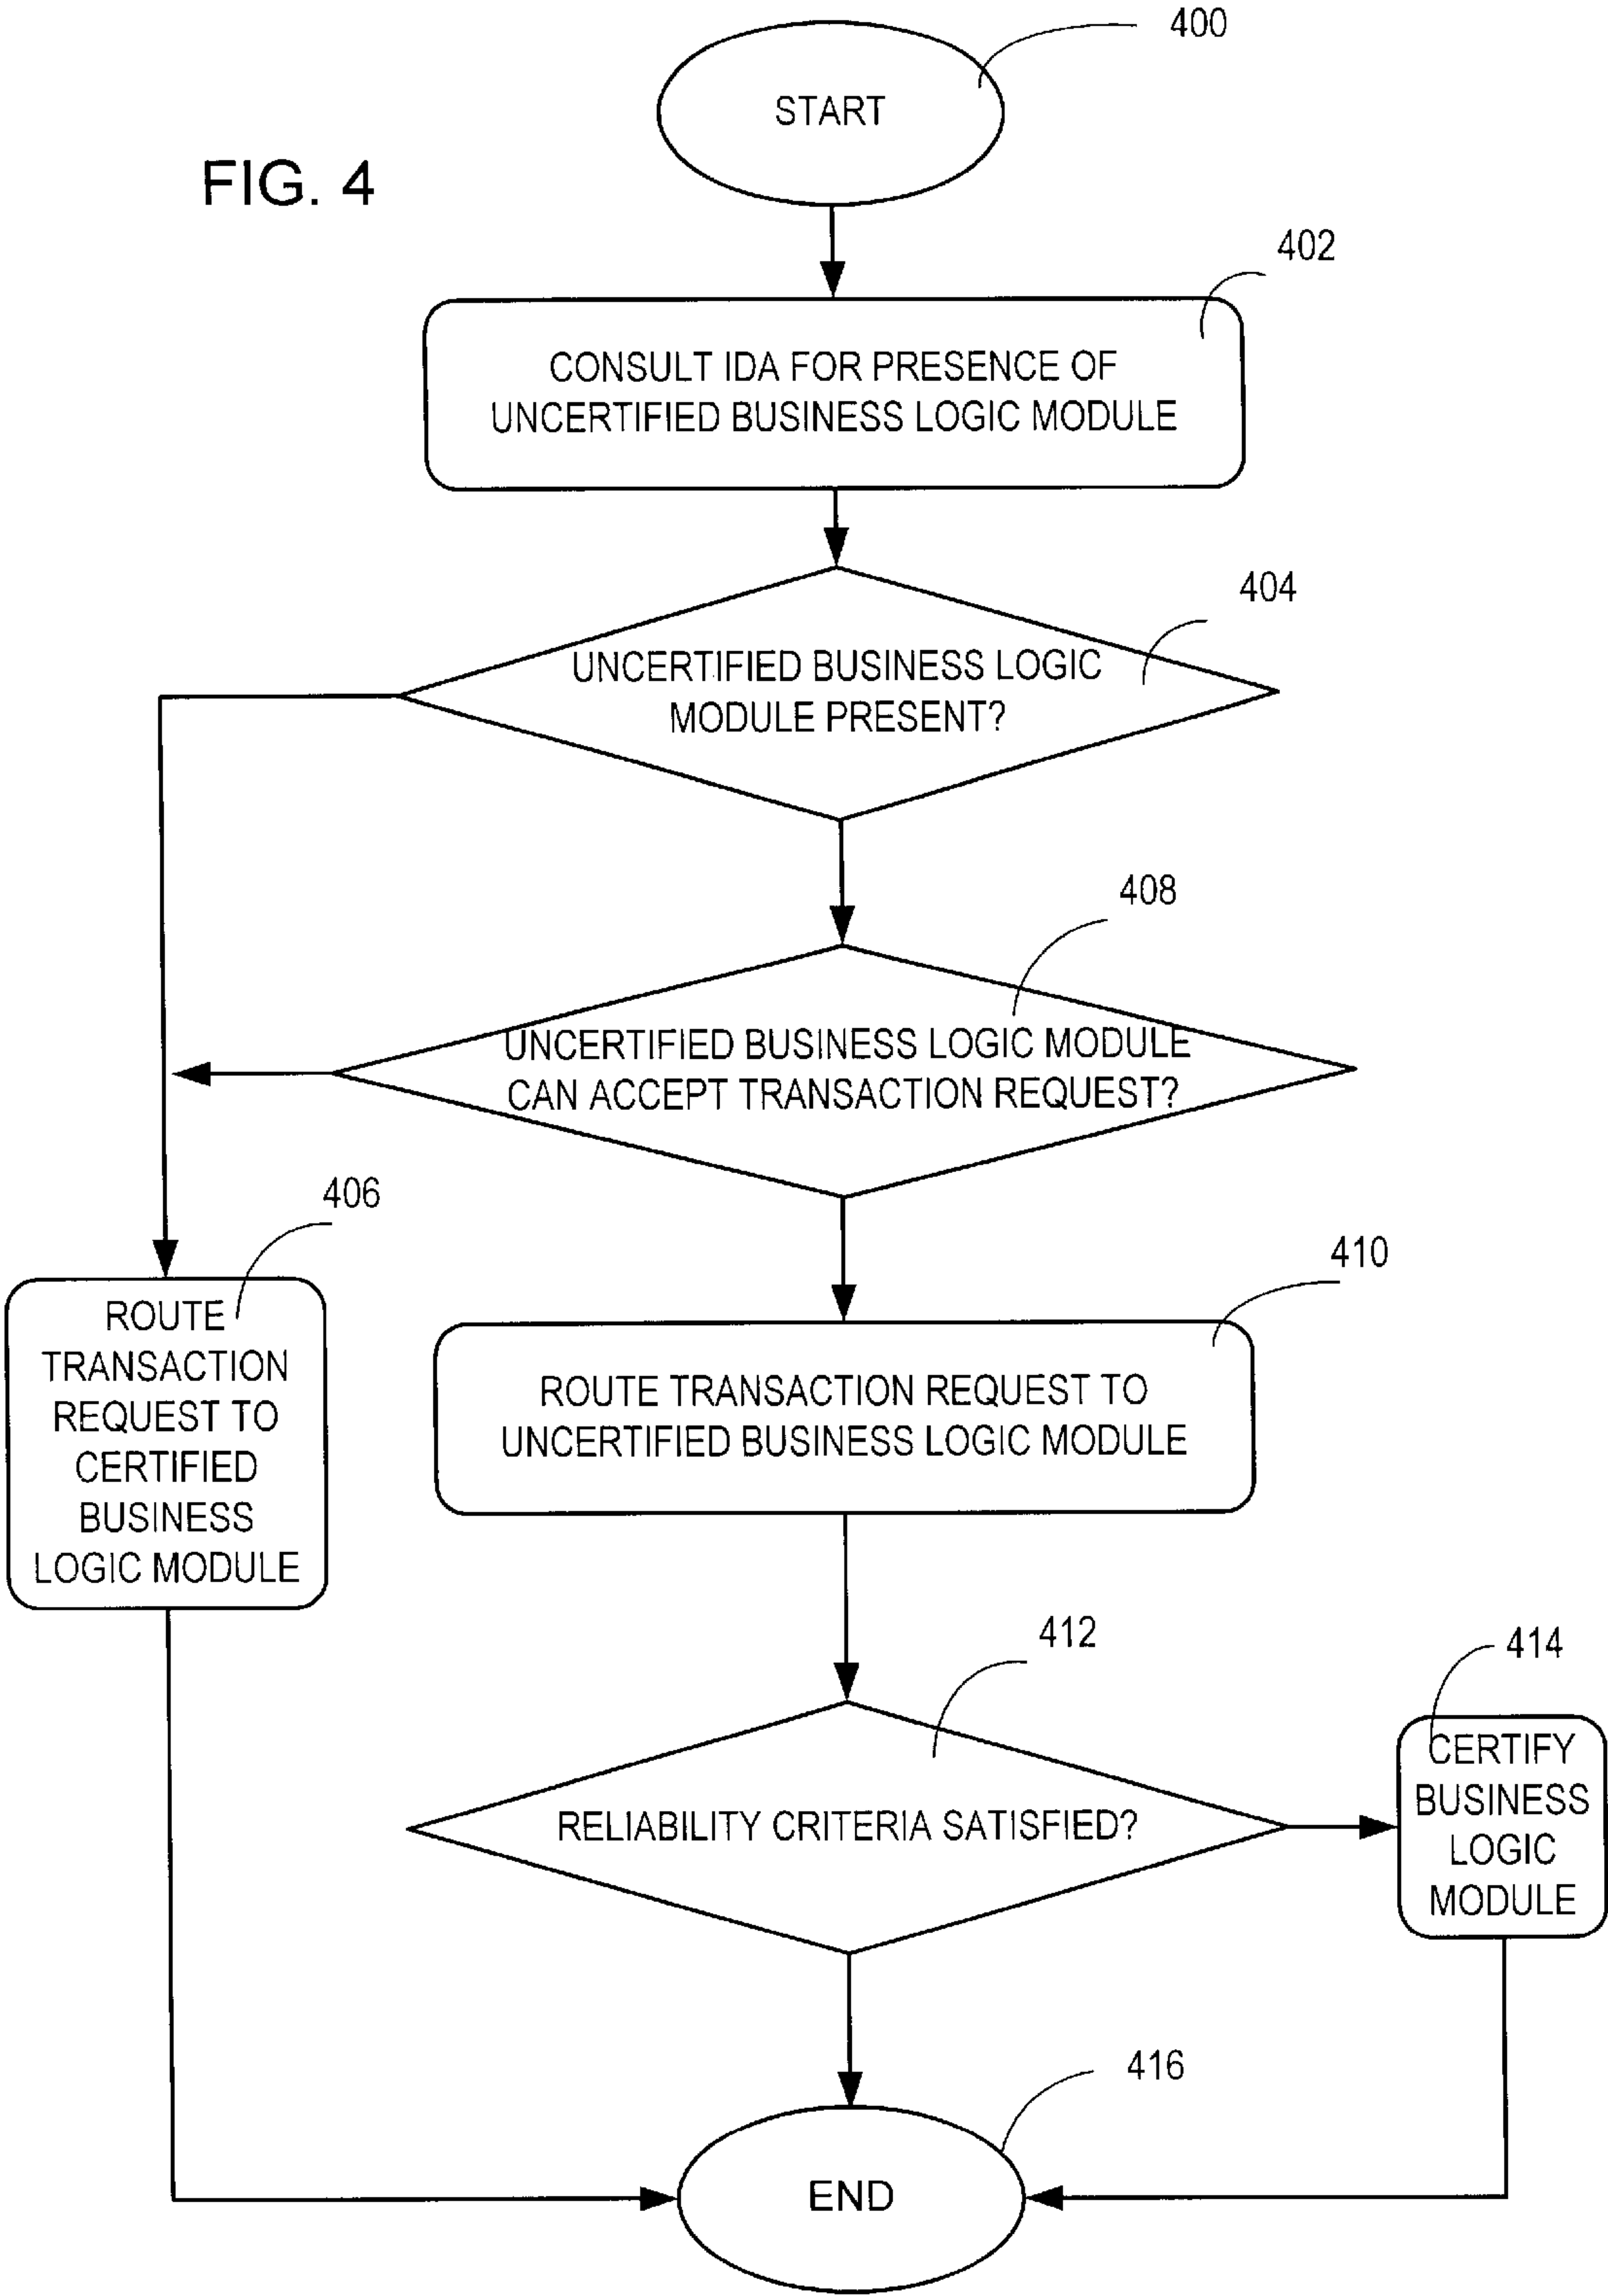 400
START
FIG. 4
402
CONSULT IDA FOR PRESENCE OF
UNCERTIFIED BUSINESS LOGIC MODULE
404
UNCERTIFIED BUSINESS LOGIC
MODULE PRESENT?
408
UNCERTIFIED BUSINESS LOGIC MODULE
CAN ACCEPT TRANSACTION REQUEST?
406
ROUTE
TRANSACTION
REQUEST TO
CERTIFIED
BUSINESS
LOGIC MODULE
410
ROUTE TRANSACTION REQUEST TO
UNCERTIFIED BUSINESS LOGIC MODULE
412
RELIABILITY CRITERIA SATISFIED?
414
CERTIFY
BUSINESS
LOGIC
MODULE
416
END